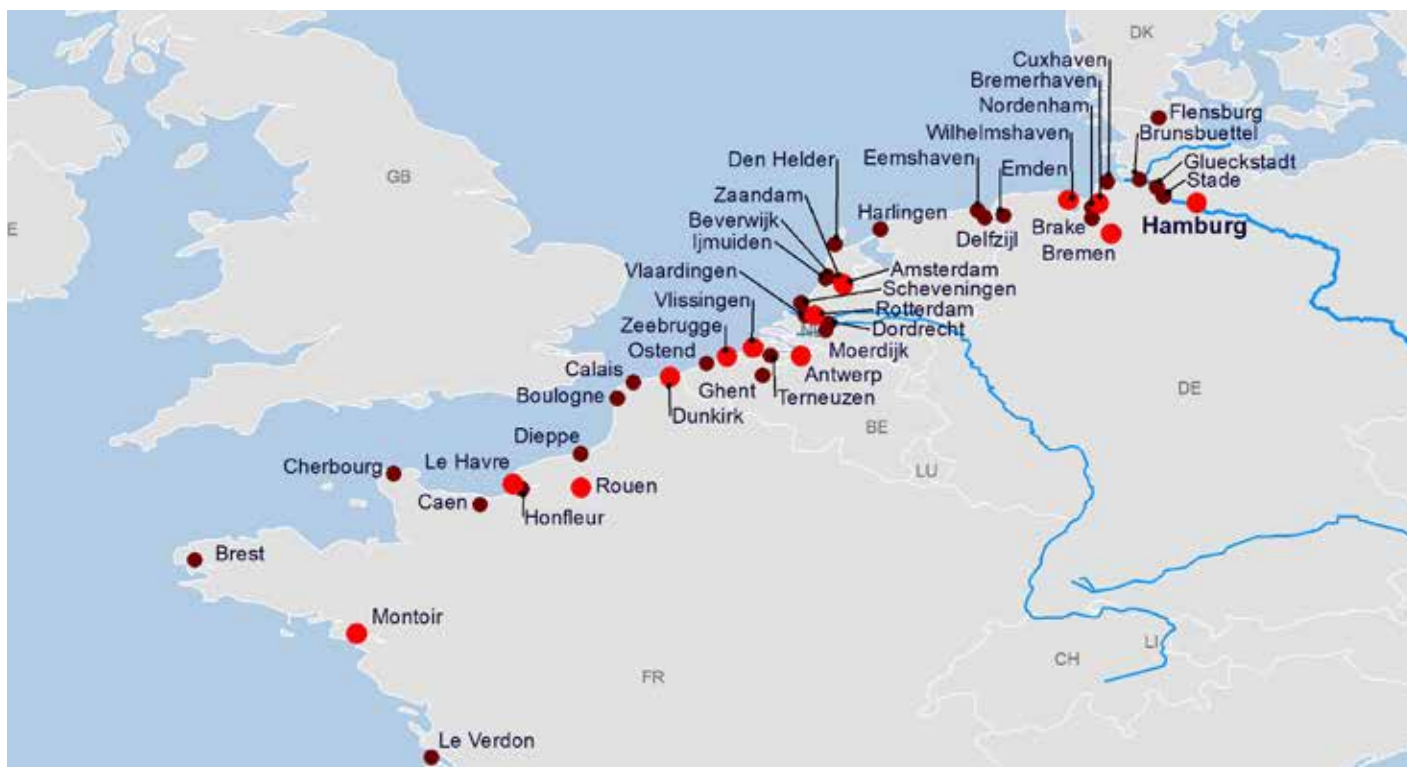 DK
Cuxhaven
Bremerhaven
Nordenham
Flensburg
Wilhelmshaven
Brunsbuettel
Den Helder
Eemshaven
Emden
Glueckstadt
GB
Zaandam
Stade
Beverwijk
Harlingen
Ijmuiden
Delfzijl
Brake
Hamburg
E
Bremen
Vlaardingen
Amsterdam
Scheveningen
Vlissingen
Rotterdam
Zeebrugge
Dordrecht
Ostend
Moerdijk
Calais
Antwerp
Ghent
DE
Boulogne
Terneuzen
Dunkirk
BE
Dieppe
Cherbourg
Le Havre
LU
Rouen
Caen
Honfleur
Brest
Montoir
LI
CH
FR
Le Verdon